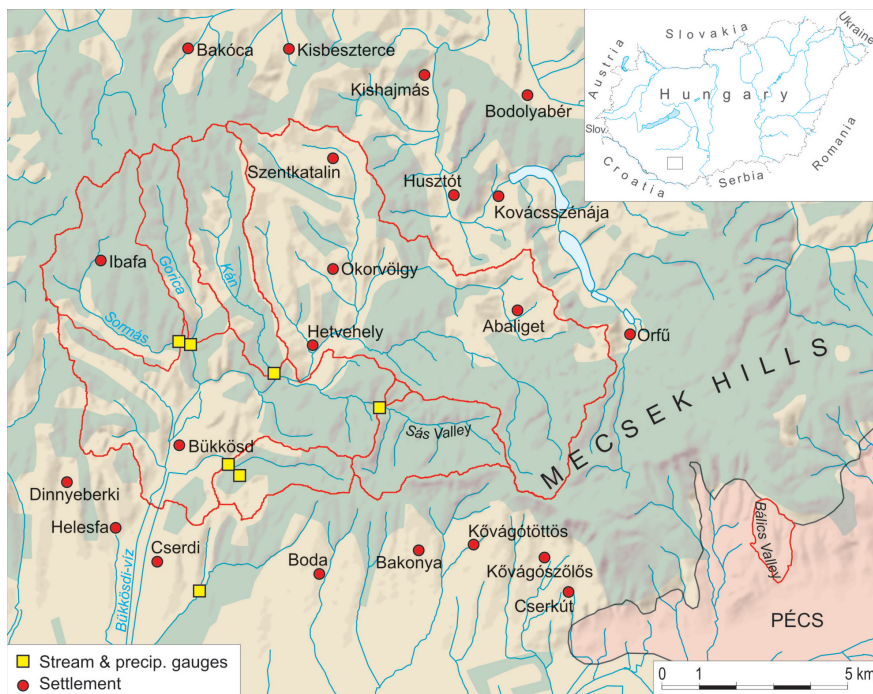 Bakóca
Kisbeszterce
Kishajmás
Bodolyabér
Szentkatalin
Husztót
Kovácsszénája
Ibafa
Gorica
Kán
Okorvölgy
Sormás
Hetvehely
Abaliget
Orfű
MECSEK HILLS
Sás Valley
Bükkösd
Dinnyeberki
Helesfa
Cserdi
Bükkösdi-víz
Boda
Bakonya
Kővágótöttös
Kővágószőlős
Cserkút
Bálics Valley
PÉCS
Slovakia
Ukraine
Austria
Hungary
Slov.
Romania
Croatia
Serbia
Stream & precip. gauges
Settlement
0 1 5 km